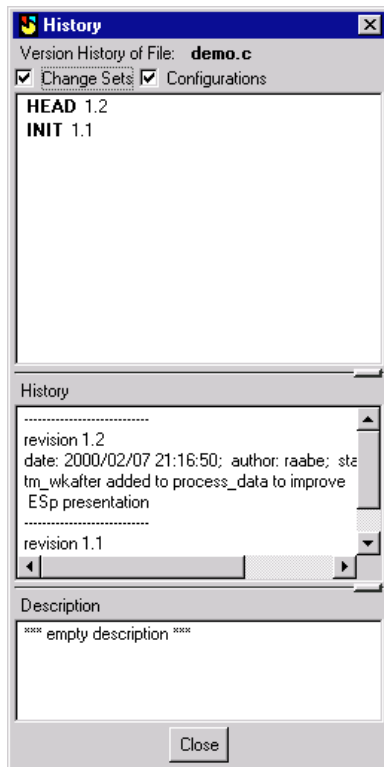 History
Version History of File: demo.c
Change Sets Configurations
HEAD 1.2
INIT 1.1
History
----------------------------
revision 1.2
date: 2000/02/07 21:16:50; author: raabe; sta
tm_wkafter added to process_data to improve
ESp presentation
----------------------------
revision 1.1
Description
*** empty description ***
Close